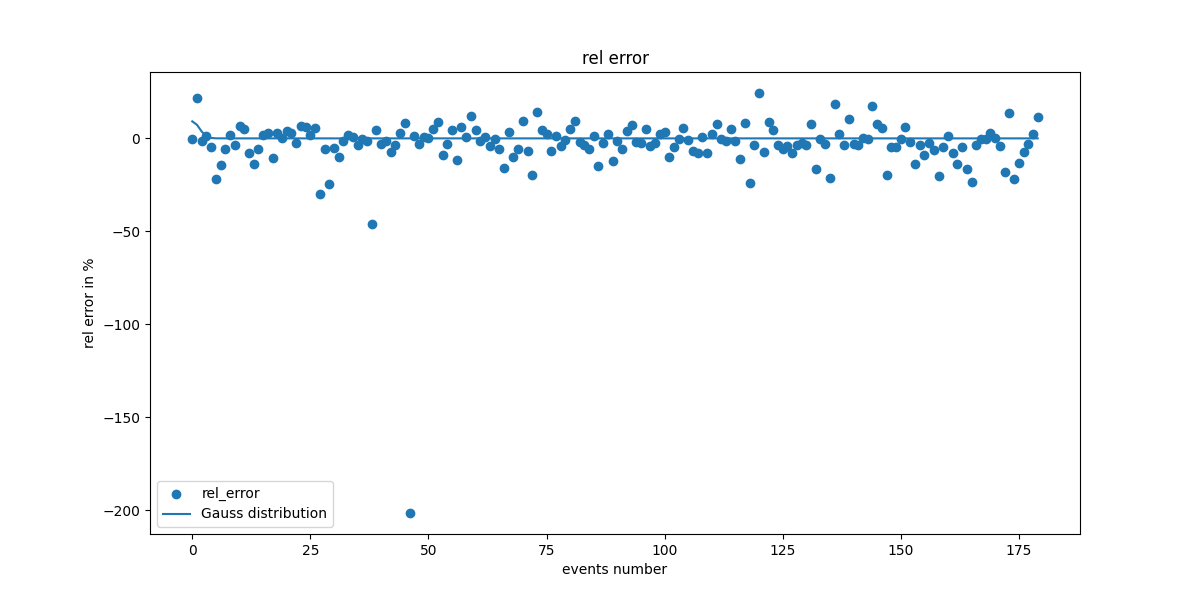 rel error
rel error in %
0
−50
−100
−150
−200
rel_error
Gauss distribution
0 25 50 75 100 125 150 175
events number